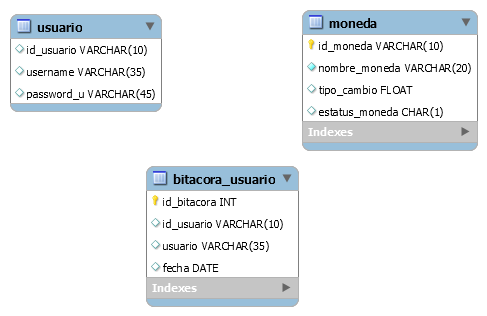 usuario
id_usuario VARCHAR(10)
username VARCHAR(35)
password_u VARCHAR(45)
moneda
id_moneda VARCHAR(10)
nombre_moneda VARCHAR(20)
tipo_cambio FLOAT
estatus_moneda CHAR(1)
Indexes
bitacora_usuario
id_bitacora INT
id_usuario VARCHAR(10)
usuario VARCHAR(35)
fecha DATE
Indexes